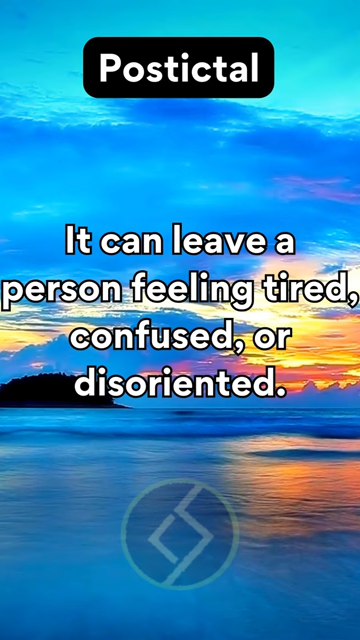 Postictal
It can leave a
person feeling tired,
confused, or
disoriented.